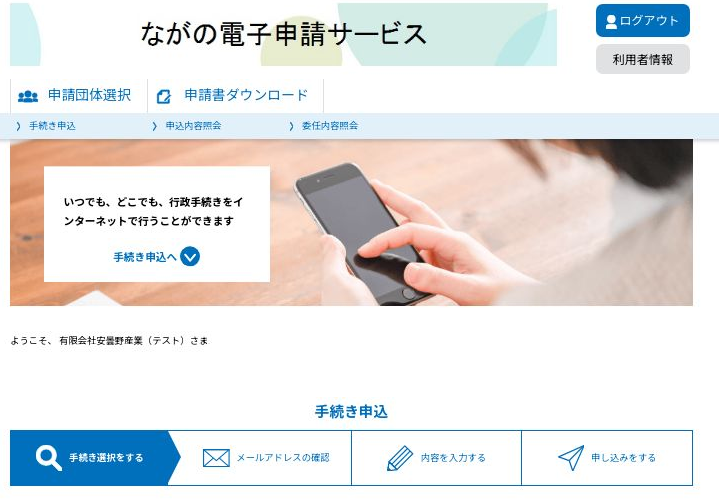 ながの電子申請サービス
ログアウト
利用者情報
申請団体選択
申請書ダウンロード
手続き申込
申込内容照会
委任内容照会
いつでも、どこでも、行政手続きをイ
ンターネットで行うことができます
手続き申込へ
ようこそ、 有限会社安曇野産業（テスト）さま
手続き申込
手続き選択をする
メールアドレスの確認
内容を入力する
申し込みをする